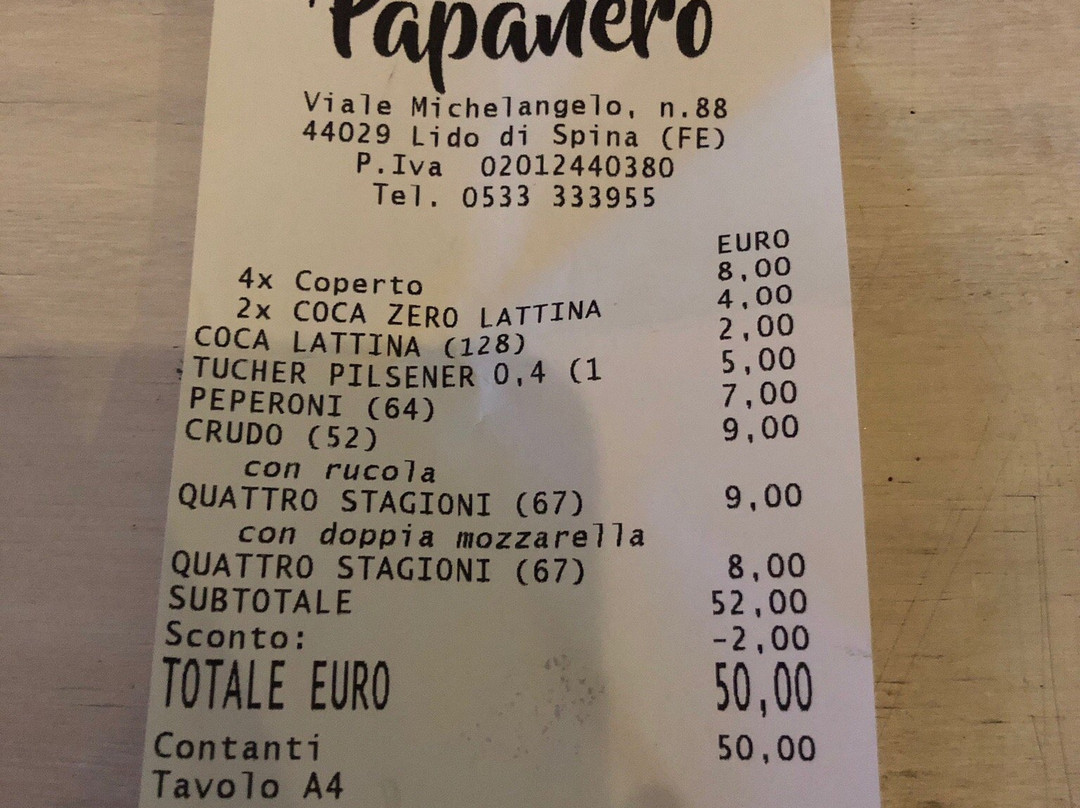 Papanero
Viale Michelangelo, n.88
44029 Lido di Spina (FE)
P.Iva 02012440380
Tel. 0533 333955
EURO
4x Coperto 8,00
2x COCA ZERO LATTINA 4,00
COCA LATTINA (128) 2,00
TUCHER PILSENER 0,4 (1 5,00
PEPERONI (64) 7,00
CRUDO (52) 9,00
con rucola
QUATTRO STAGIONI (67) 9,00
con doppia mozzarella
QUATTRO STAGIONI (67) 8,00
SUBTOTALE 52,00
Sconto: -2,00
TOTALE EURO 50,00
Contanti 50,00
Tavolo A4